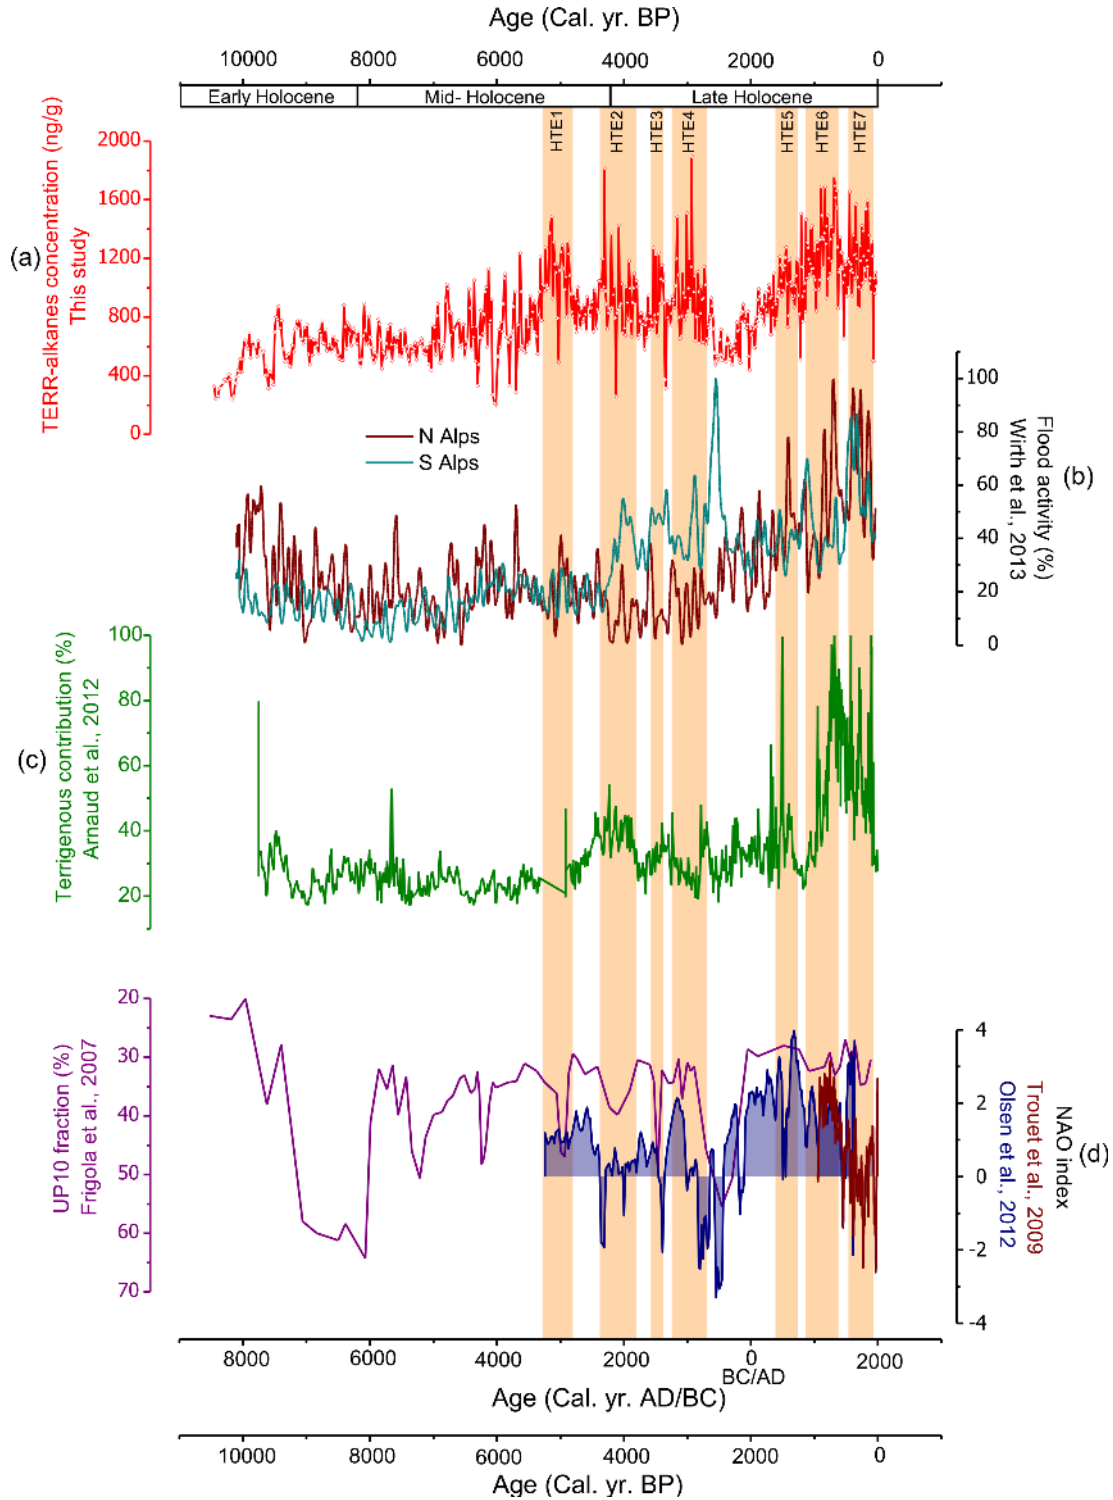 Age (Cal. yr. BP)
10000 8000 6000 4000 2000 0
Early Holocene Mid- Holocene Late Holocene
HTE1 HTE2 HTE3 HTE4 HTE5 HTE6 HTE7
(a)
TERR-alkanes concentration (ng/g)
This study
2000
1600
1200
800
400
0
N Alps
S Alps
(b)
Flood activity (%)
Wirth et al., 2013
100
80
60
40
20
0
(c)
Terrigenous contribution (%)
Arnaud et al., 2012
100
80
60
40
20
UP10 fraction (%)
Frigola et al., 2007
20
30
40
50
60
70
(d)
NAO index
Trouet et al., 2009
Olsen et al., 2012
4
2
0
-2
-4
8000 6000 4000 2000 0 2000
BC/AD
Age (Cal. yr. AD/BC)
10000 8000 6000 4000 2000 0
Age (Cal. yr. BP)